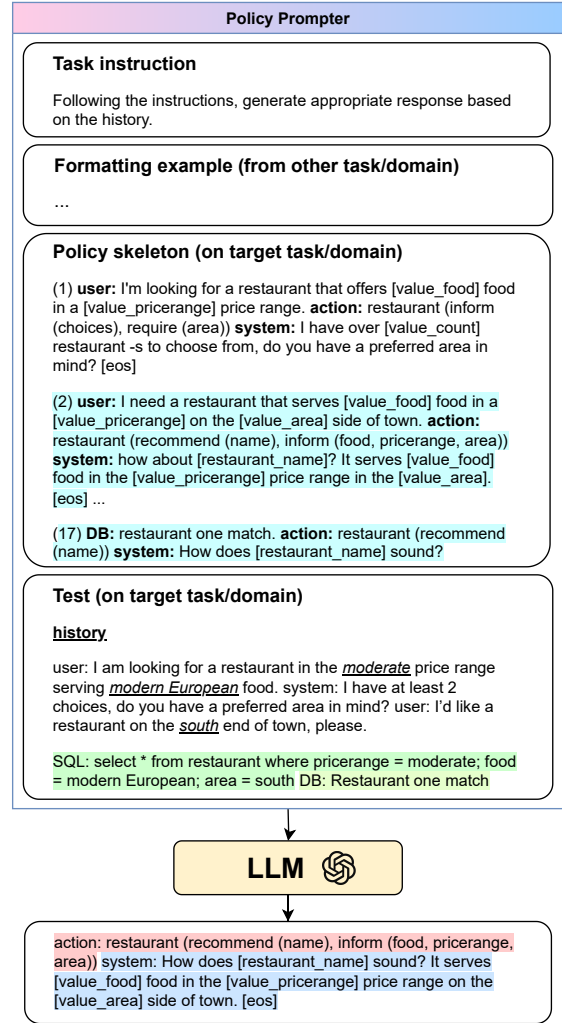 Policy Prompter
Task instruction
Following the instructions, generate appropriate response based
on the history.
Formatting example (from other task/domain)
...
Policy skeleton (on target task/domain)
(1) user: I'm looking for a restaurant that offers [value_food] food
in a [value_pricerange] price range. action: restaurant (inform
(choices), require (area)) system: I have over [value_count]
restaurant -s to choose from, do you have a preferred area in
mind? [eos]
(2) user: I need a restaurant that serves [value_food] food in a
[value_pricerange] on the [value_area] side of town. action:
restaurant (recommend (name), inform (food, pricerange, area))
system: how about [restaurant_name]? It serves [value_food]
food in the [value_pricerange] price range in the [value_area].
[eos] ...
(17) DB: restaurant one match. action: restaurant (recommend
(name)) system: How does [restaurant_name] sound?
Test (on target task/domain)
history
user: I am looking for a restaurant in the moderate price range
serving modern European food. system: I have at least 2
choices, do you have a preferred area in mind? user: I’d like a
restaurant on the south end of town, please.
SQL: select * from restaurant where pricerange = moderate; food
= modern European; area = south DB: Restaurant one match
LLM
action: restaurant (recommend (name), inform (food, pricerange,
area)) system: How does [restaurant_name] sound? It serves
[value_food] food in the [value_pricerange] price range on the
[value_area] side of town. [eos]